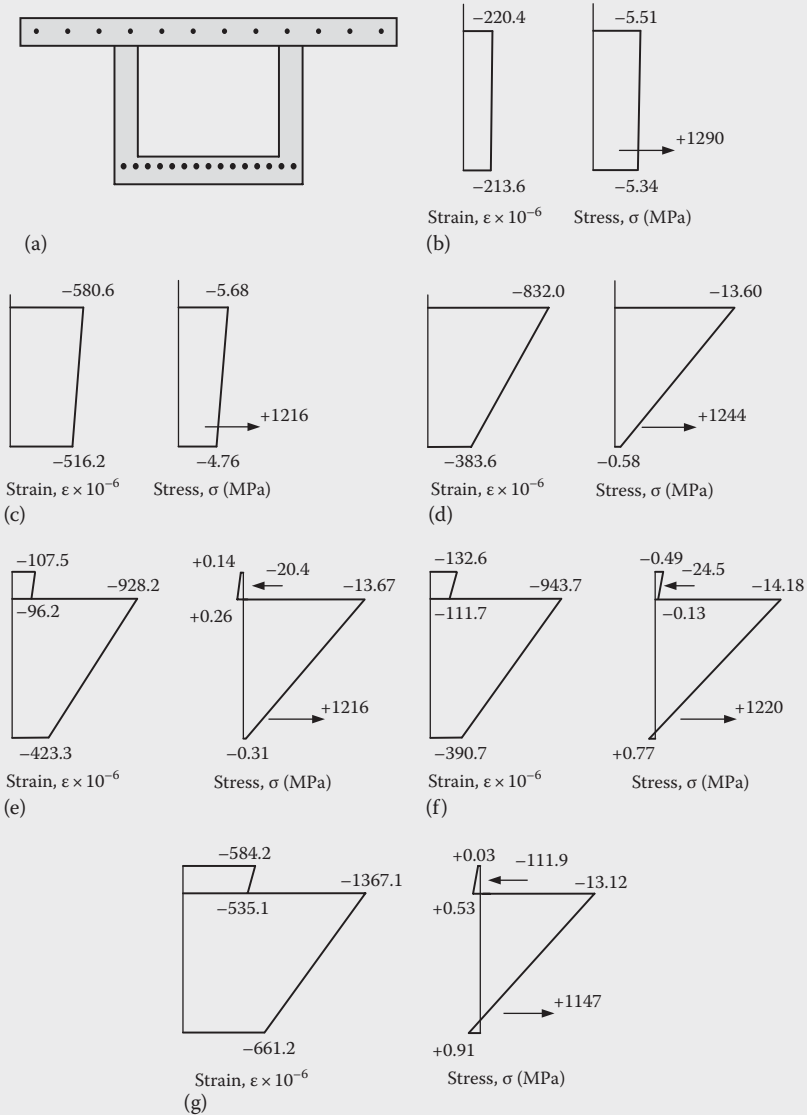 −220.4
−5.51
+1290
−213.6
−5.34
Strain, ε × 10−6
Stress, σ (MPa)
(a)
(b)
−580.6
−5.68
+1216
−516.2
−4.76
Strain, ε × 10−6
Stress, σ (MPa)
(c)
−832.0
−13.60
+1244
−383.6
−0.58
Strain, ε × 10−6
Stress, σ (MPa)
(d)
−107.5
−928.2
−96.2
+0.14
−20.4
−13.67
+0.26
+1216
−423.3
−0.31
Strain, ε × 10−6
Stress, σ (MPa)
(e)
−132.6
−943.7
−111.7
−0.49
−24.5
−14.18
−0.13
+1220
−390.7
+0.77
Strain, ε × 10−6
Stress, σ (MPa)
(f)
−584.2
−1367.1
−535.1
+0.03
−111.9
−13.12
+0.53
+1147
−661.2
+0.91
Strain, ε × 10−6
Stress, σ (MPa)
(g)